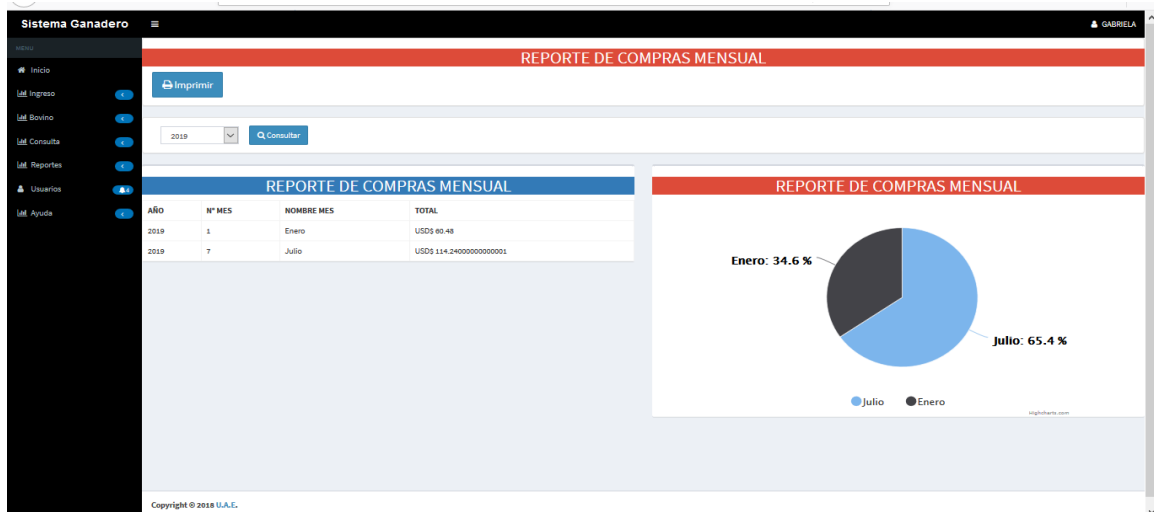 Sistema Ganadero
GABRIELA
MENU
Inicio
Ingreso
Bovino
Consulta
Reportes
Usuarios
4
Ayuda
REPORTE DE COMPRAS MENSUAL
Imprimir
2019
Consultar
REPORTE DE COMPRAS MENSUAL
AÑO N° MES NOMBRE MES TOTAL
2019 1 Enero USD$ 60.48
2019 7 Julio USD$ 114.24000000000001
REPORTE DE COMPRAS MENSUAL
Enero: 34.6 %
Julio: 65.4 %
Julio Enero
Highcharts.com
Copyright © 2018 U.A.E.